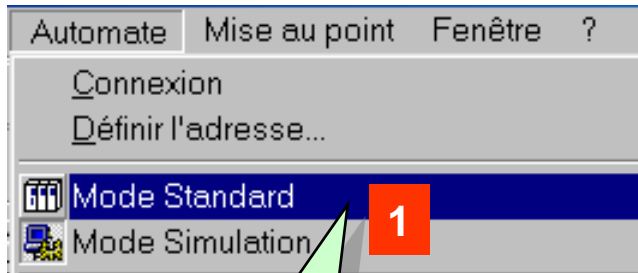 Automate Mise au point Fenêtre ?
Connexion
Définir l'adresse...
Mode Standard
1
Mode Simulation